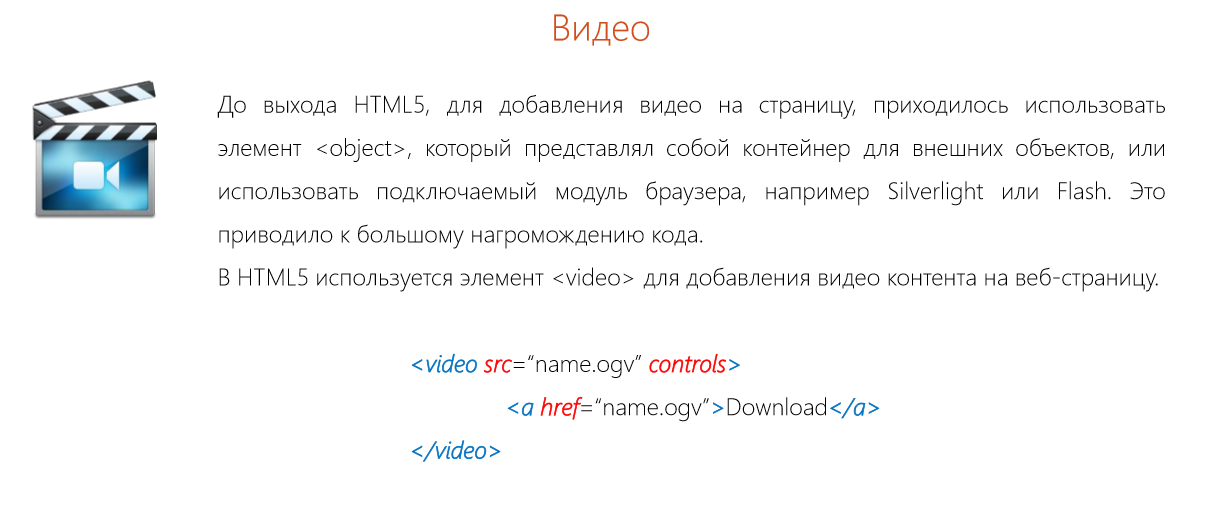 Видео
До выхода HTML5, для добавления видео на страницу, приходилось использовать
элемент <object>, который представлял собой контейнер для внешних объектов, или
использовать подключаемый модуль браузера, например Silverlight или Flash. Это
приводило к большому нагромождению кода.
В HTML5 используется элемент <video> для добавления видео контента на веб-страницу.
<video src=“name.ogv” controls>
<a href=“name.ogv”>Download</a>
</video>